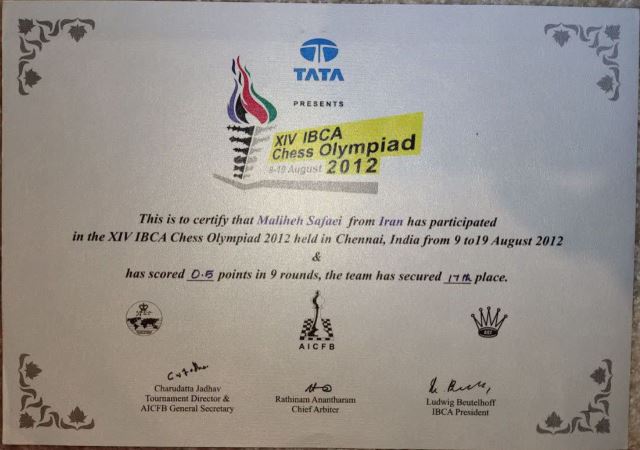 TATA
PRESENTS
XIV IBCA
Chess Olympiad
9-19 August 2012
This is to certify that Maliheh Safaei from Iran has participated
in the XIV IBCA Chess Olympiad 2012 held in Chennai, India from 9 to19 August 2012
&
has scored 0.5 points in 9 rounds, the team has secured 17th place.
AICFB
Charudatta Jadhav
Tournament Director &
AICFB General Secretary
Rathinam Anantharam
Chief Arbiter
Ludwig Beutelhoff
IBCA President